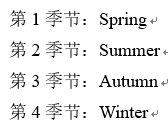 第 1 季节：Spring
第 2 季节：Summer
第 3 季节：Autumn
第 4 季节：Winter